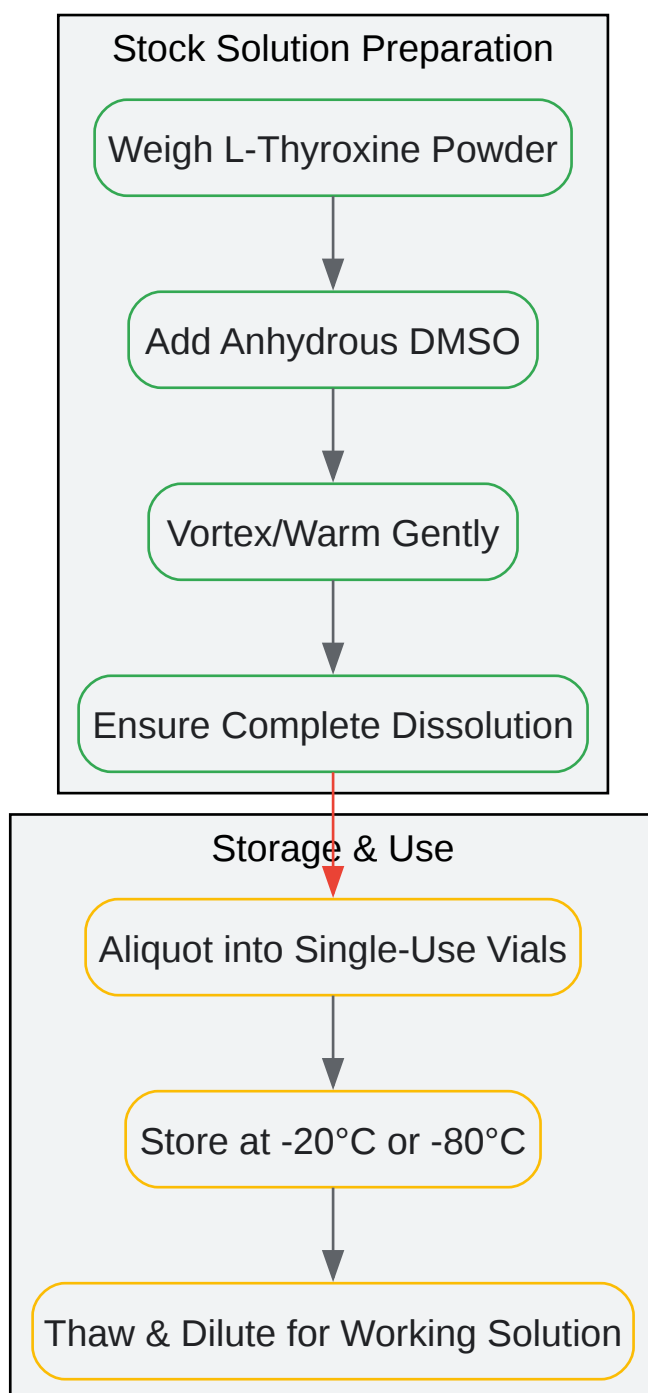 Stock Solution Preparation
Weigh L-Thyroxine Powder
Add Anhydrous DMSO
Vortex/Warm Gently
Ensure Complete Dissolution
Storage & Use
Aliquot into Single-Use Vials
Store at -20°C or -80°C
Thaw & Dilute for Working Solution